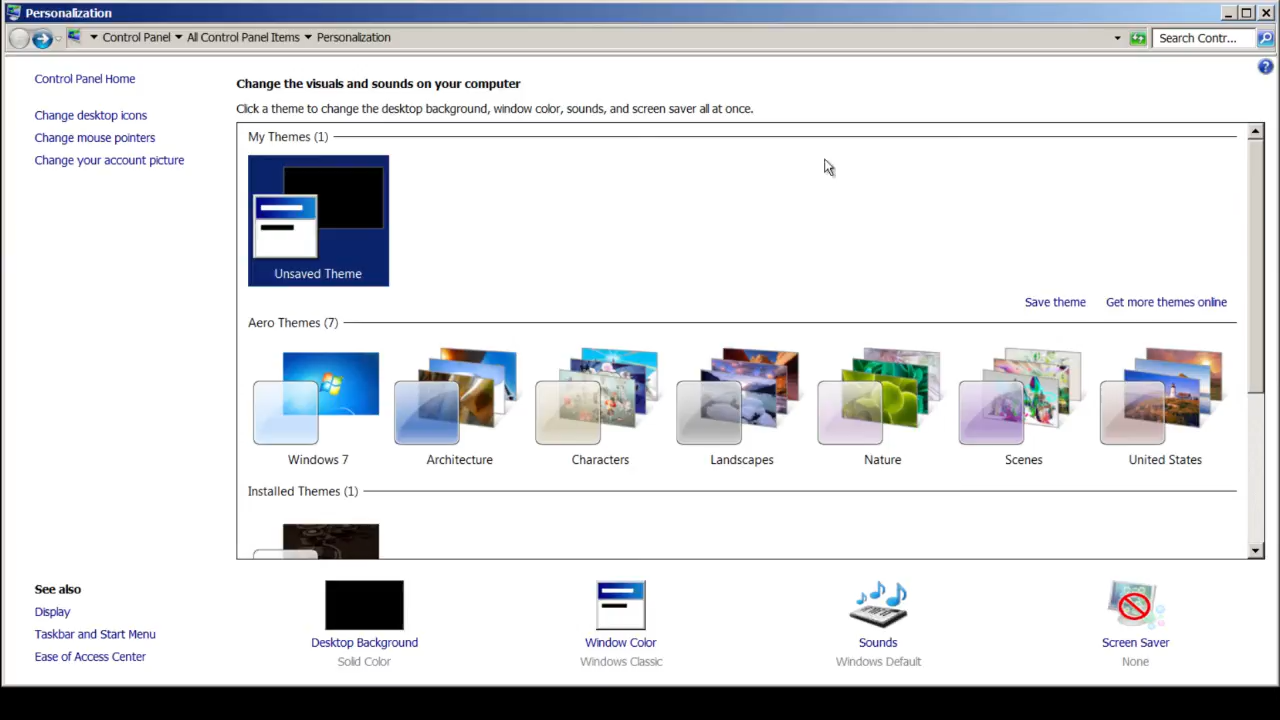 Personalization
Control Panel All Control Panel Items Personalization
Search Contr...
Control Panel Home
Change desktop icons
Change mouse pointers
Change your account picture
Change the visuals and sounds on your computer
Click a theme to change the desktop background, window color, sounds, and screen saver all at once.
My Themes (1)
Unsaved Theme
Save theme Get more themes online
Aero Themes (7)
Windows 7 Architecture Characters Landscapes Nature Scenes United States
Installed Themes (1)
See also
Display
Taskbar and Start Menu
Ease of Access Center
Desktop Background
Solid Color
Window Color
Windows Classic
Sounds
Windows Default
Screen Saver
None